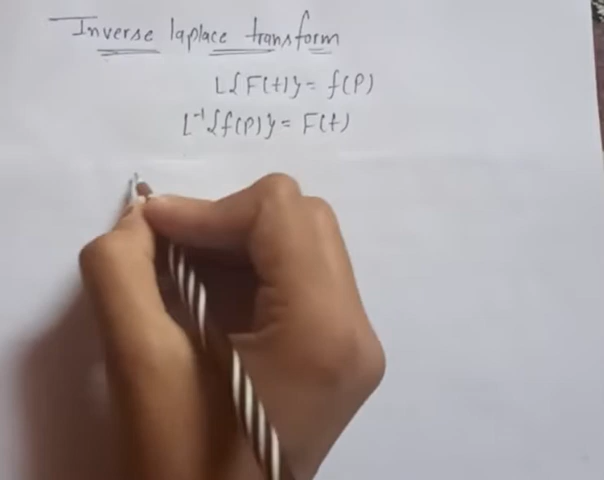 Inverse laplace transform
L{F(t)} = f(P)
L⁻¹{f(P)} = F(t)